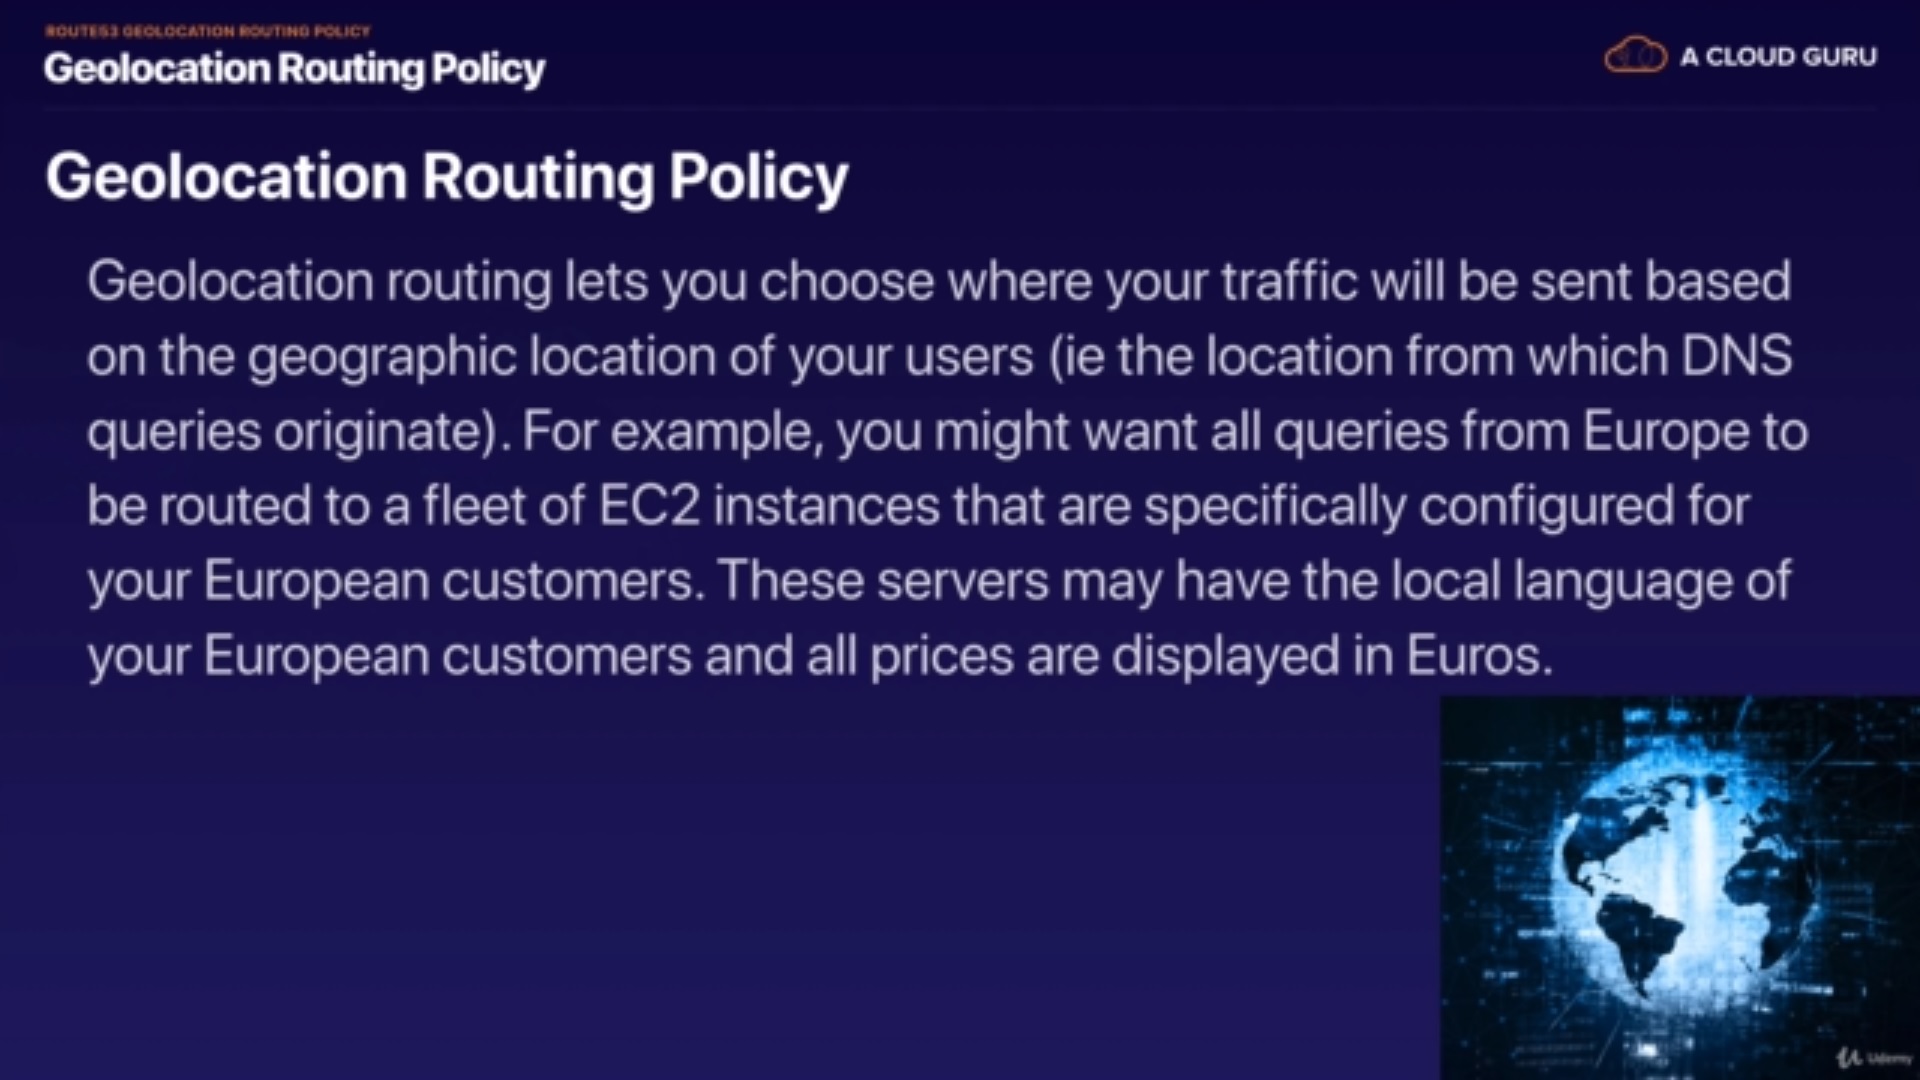 ROUTE53 GEOLOCATION ROUTING POLICY
Geolocation Routing Policy
A CLOUD GURU
Geolocation Routing Policy
Geolocation routing lets you choose where your traffic will be sent based
on the geographic location of your users (ie the location from which DNS
queries originate). For example, you might want all queries from Europe to
be routed to a fleet of EC2 instances that are specifically configured for
your European customers. These servers may have the local language of
your European customers and all prices are displayed in Euros.
Udemy